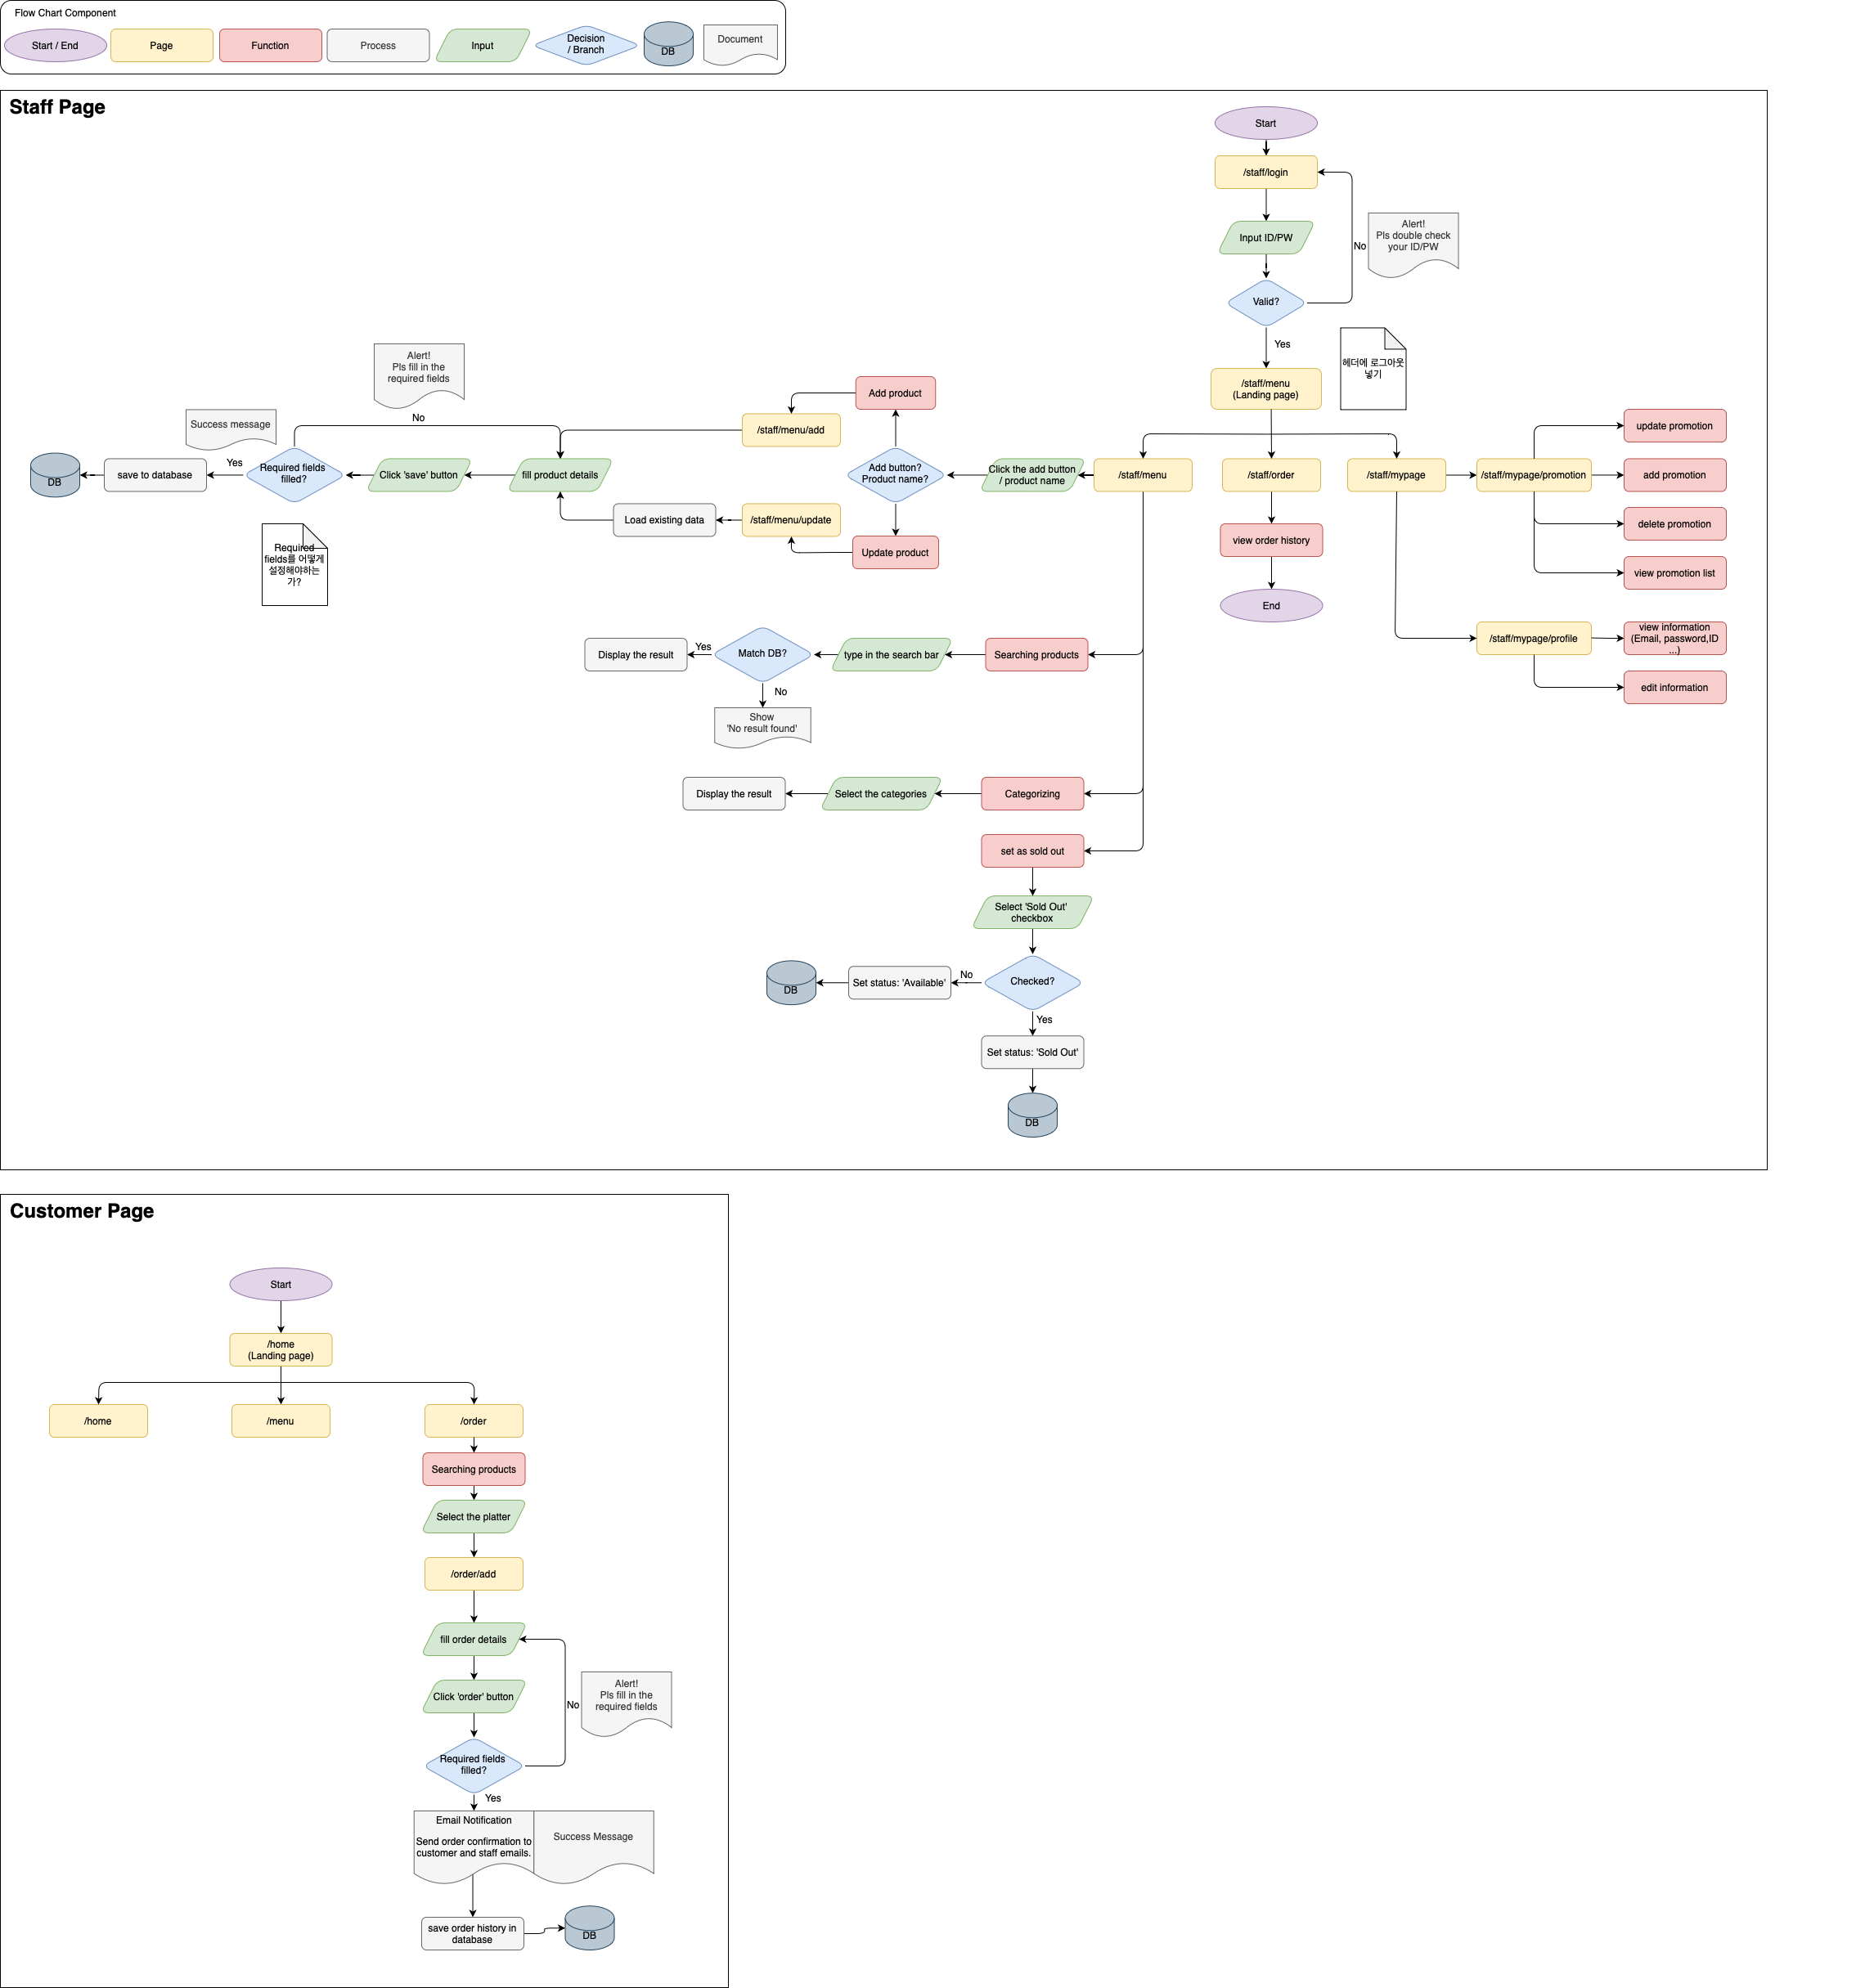 Flow Chart Component
Start / End
Page
Function
Process
Input
Decision
/ Branch
DB
Document
Staff Page
Start
/staff/login
Input ID/PW
No
Alert!
Pls double check
your ID/PW
Valid?
Yes
헤더에 로그아웃
넣기
/staff/menu
(Landing page)
Alert!
Pls fill in the
required fields
No
Success message
Add product
/staff/menu/add
update promotion
DB
save to database
Yes
Required fields
filled?
Click 'save' button
fill product details
Add button?
Product name?
Click the add button
/ product name
/staff/menu
/staff/order
/staff/mypage
/staff/mypage/promotion
add promotion
Load existing data
/staff/menu/update
Update product
view order history
delete promotion
Required
fields를 어떻게
설정해야하는
가?
view promotion list
End
Display the result
Yes
Match DB?
type in the search bar
Searching products
/staff/mypage/profile
view information
(Email, password,ID
...)
No
Show
'No result found'
edit information
Display the result
Select the categories
Categorizing
set as sold out
Select 'Sold Out'
checkbox
DB
Set status: 'Available'
No
Checked?
Yes
Set status: 'Sold Out'
DB
Customer Page
Start
/home
(Landing page)
/home
/menu
/order
Searching products
Select the platter
/order/add
fill order details
Click 'order' button
No
Alert!
Pls fill in the
required fields
Required fields
filled?
Yes
Email Notification
Send order confirmation to
customer and staff emails.
Success Message
save order history in
database
DB